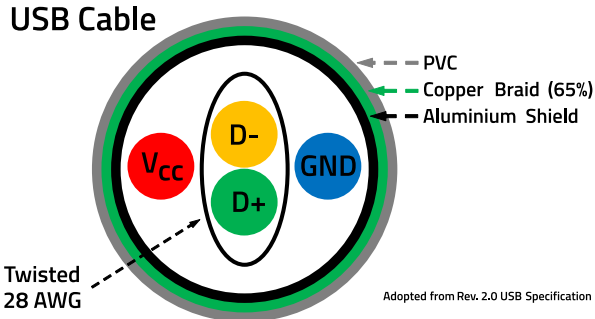 USB Cable
PVC
Copper Braid (65%)
Aluminium Shield
D-
VCC
GND
D+
Twisted
28 AWG
Adopted from Rev. 2.0 USB Specification